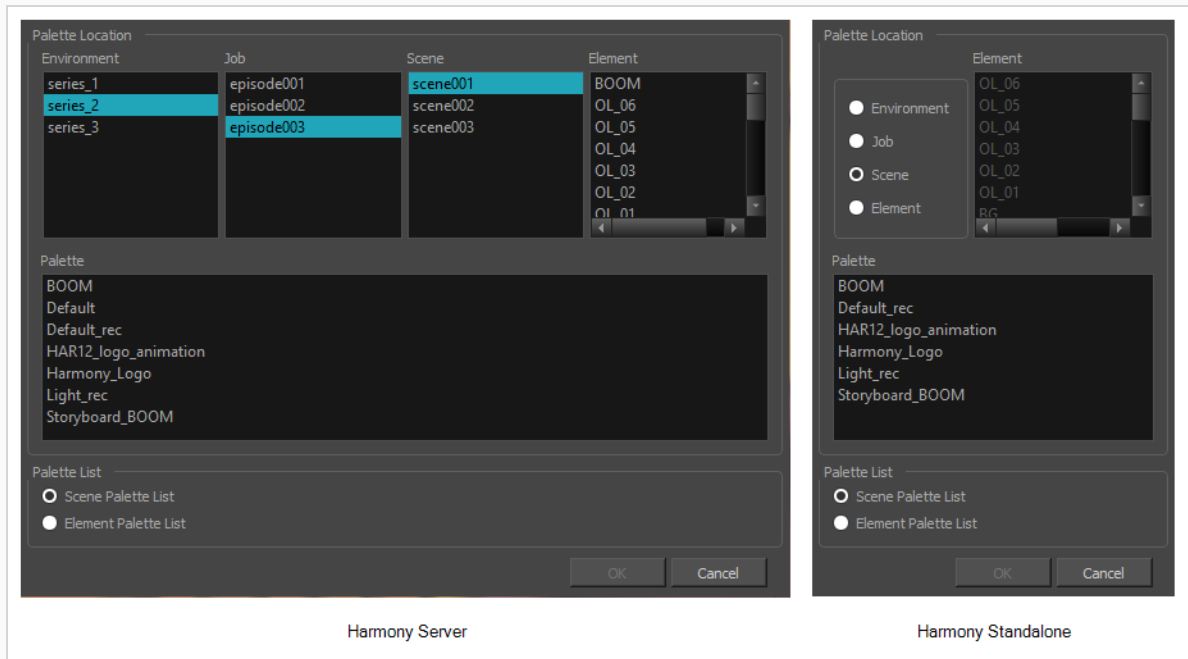 Palette Location
Environment Job Scene Element
series_1 episode001 scene001 BOOM
series_2 episode002 scene002 OL_06
series_3 episode003 scene003 OL_05
OL_04
OL_03
OL_02
OL_01
Palette
BOOM
Default
Default_rec
HAR12_logo_animation
Harmony_Logo
Light_rec
Storyboard_BOOM
Palette List
Scene Palette List
Element Palette List
OK Cancel
Harmony Server
Palette Location
Element
Environment
Job
Scene
Element
OL_06
OL_05
OL_04
OL_03
OL_02
OL_01
BG
Palette
BOOM
Default_rec
HAR12_logo_animation
Harmony_Logo
Light_rec
Storyboard_BOOM
Palette List
Scene Palette List
Element Palette List
OK Cancel
Harmony Standalone